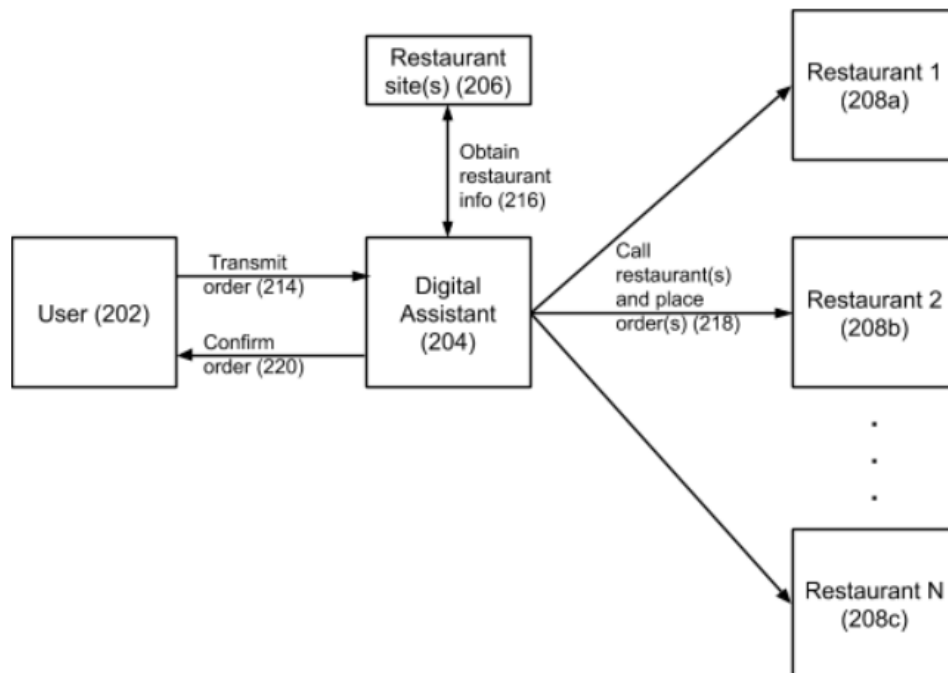 Restaurant
site(s) (206)
Restaurant 1
(208a)
Obtain
restaurant
info (216)
User (202)
Transmit
order (214)
Confirm
order (220)
Digital
Assistant
(204)
Call
restaurant(s)
and place
order(s) (218)
Restaurant 2
(208b)
Restaurant N
(208c)